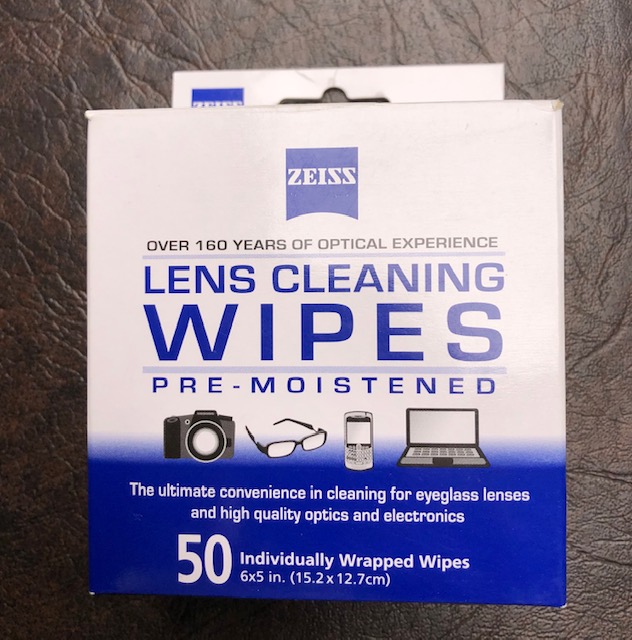 ZEISS
ZEISS
OVER 160 YEARS OF OPTICAL EXPERIENCE
LENS CLEANING
WIPES
PRE-MOISTENED
The ultimate convenience in cleaning for eyeglass lenses
and high quality optics and electronics
50 Individually Wrapped Wipes
6x5 in. (15.2 x 12.7cm)